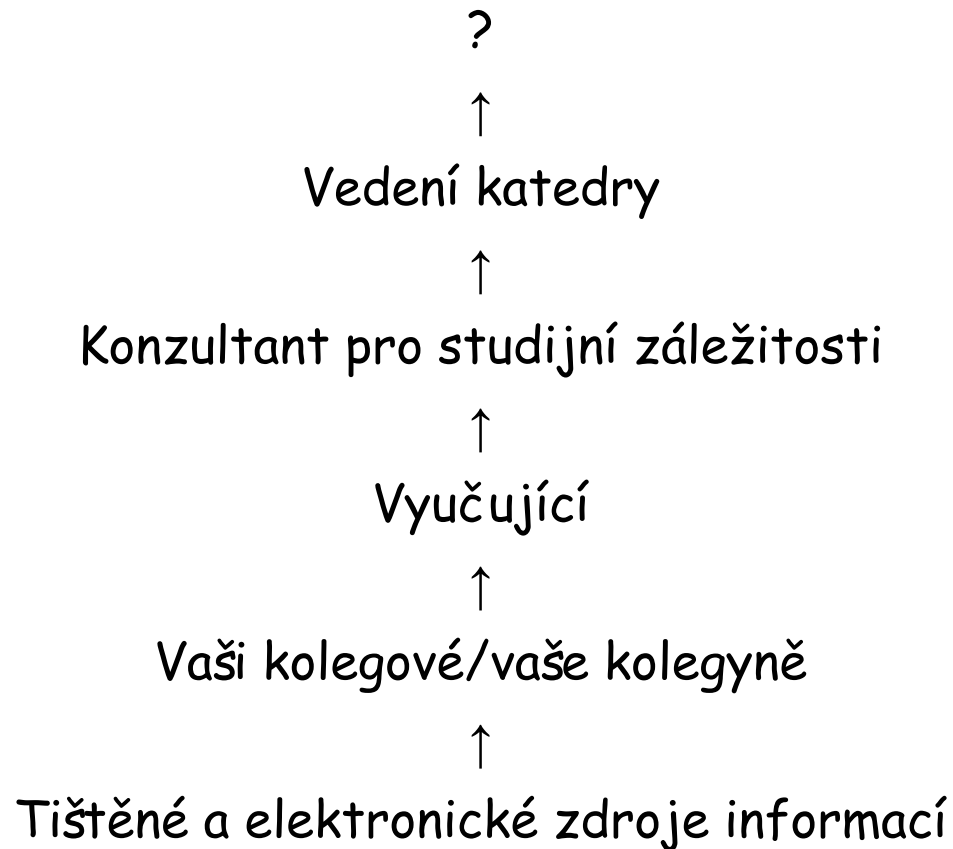 ?
↑
Vedení katedry
↑
Konzultant pro studijní záležitosti
↑
Vyučující
↑
Vaši kolegové/vaše kolegyně
↑
Tištěné a elektronické zdroje informací